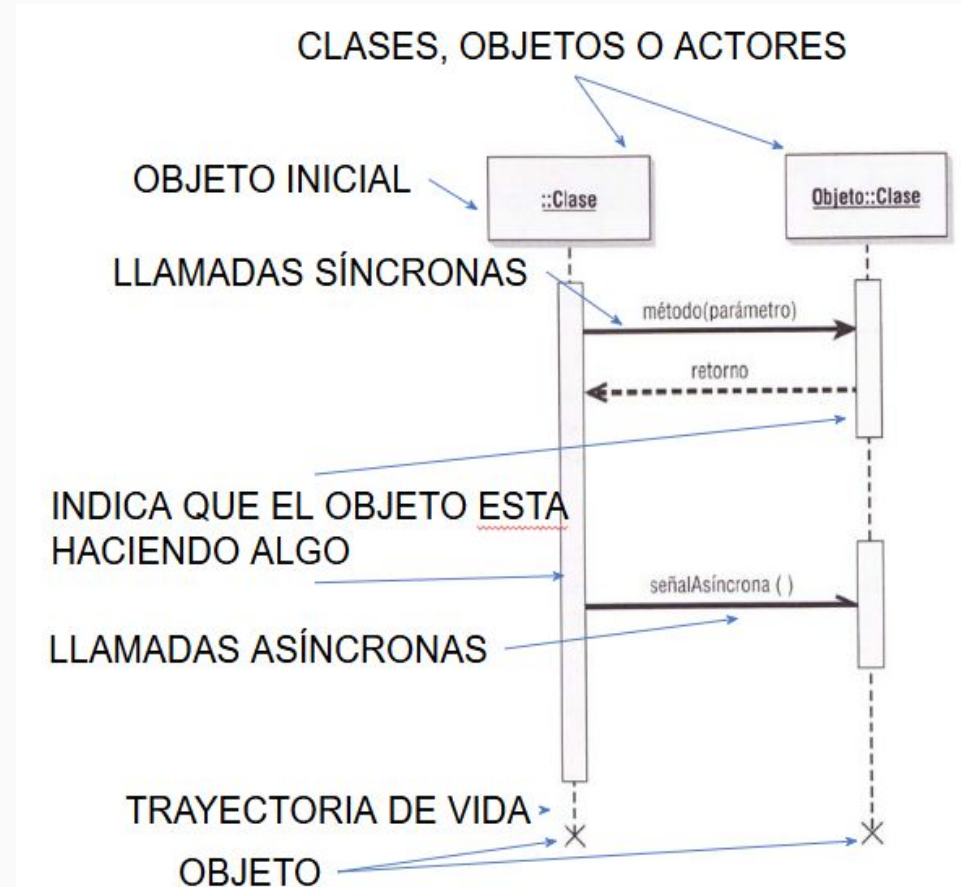 CLASES, OBJETOS O ACTORES
OBJETO INICIAL
::Clase
Objeto::Clase
LLAMADAS SÍNCRONAS
método(parámetro)
retorno
INDICA QUE EL OBJETO ESTA
HACIENDO ALGO
señalAsíncrona ( )
LLAMADAS ASÍNCRONAS
TRAYECTORIA DE VIDA
OBJETO